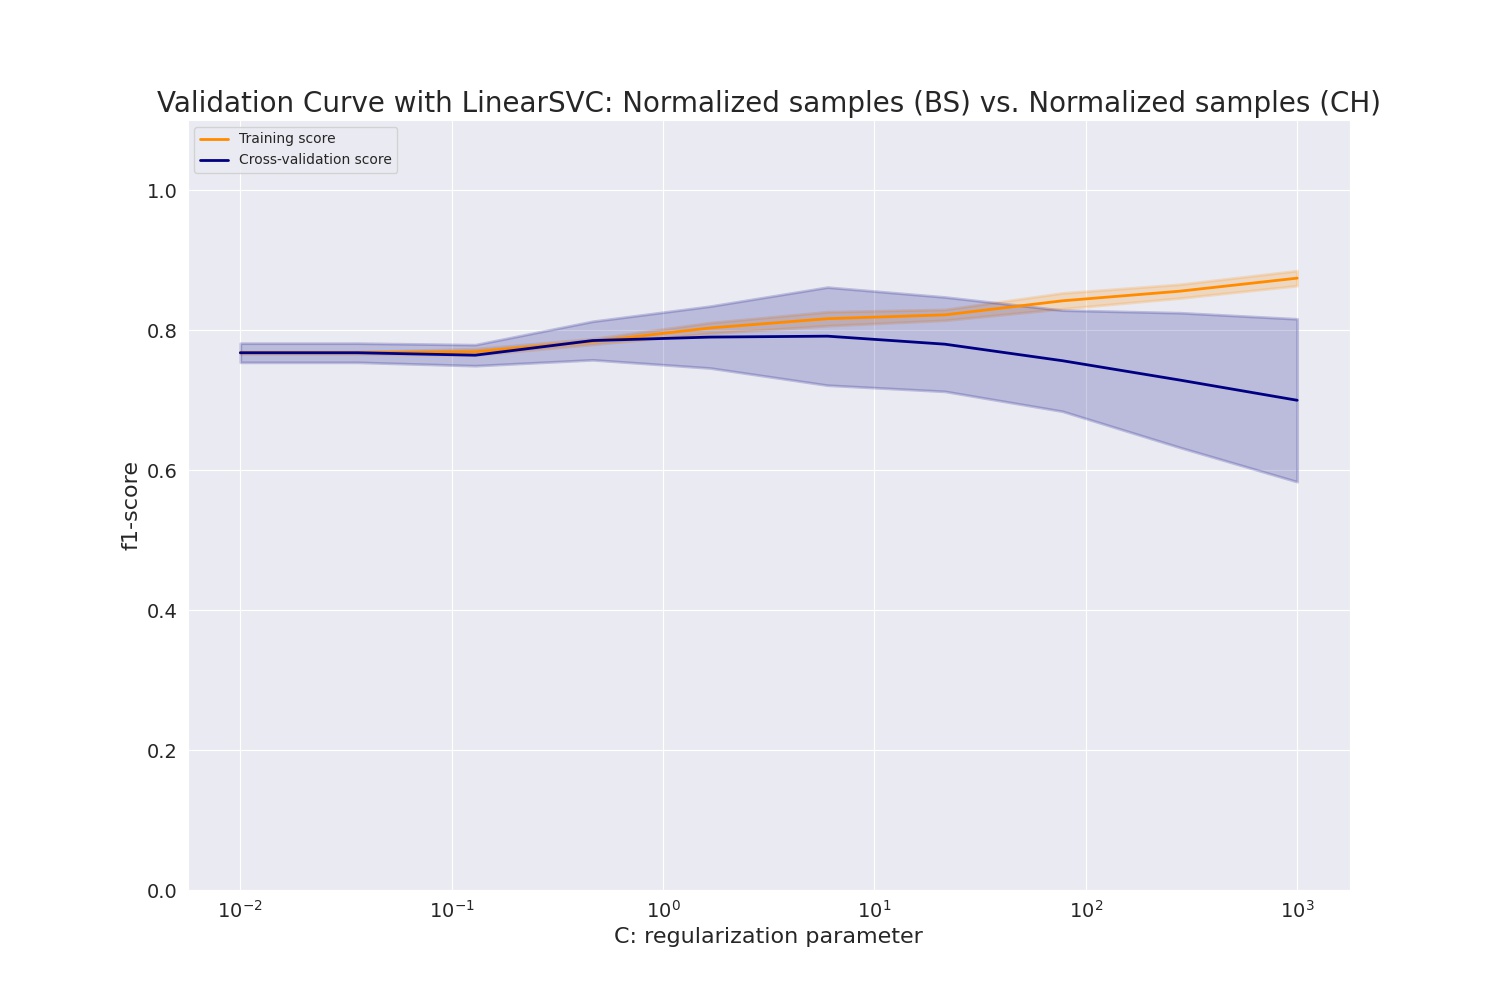 Validation Curve with LinearSVC: Normalized samples (BS) vs. Normalized samples (CH)
Training score
Cross-validation score
1.0
0.8
0.6
0.4
0.2
0.0
f1-score
10⁻² 10⁻¹ 10⁰ 10¹ 10² 10³
C: regularization parameter